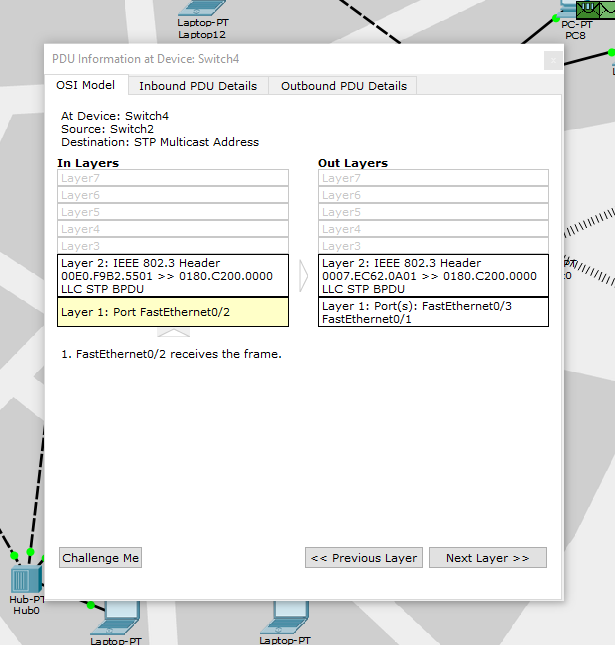 Laptop-PT
Laptop12
PC-PT
PC8
PDU Information at Device: Switch4
x
OSI Model
Inbound PDU Details
Outbound PDU Details
At Device: Switch4
Source: Switch2
Destination: STP Multicast Address
In Layers
Layer7
Layer6
Layer5
Layer4
Layer3
Layer 2: IEEE 802.3 Header
00E0.F9B2.5501 >> 0180.C200.0000
LLC STP BPDU
Layer 1: Port FastEthernet0/2
Out Layers
Layer7
Layer6
Layer5
Layer4
Layer3
Layer 2: IEEE 802.3 Header
0007.EC62.0A01 >> 0180.C200.0000
LLC STP BPDU
Layer 1: Port(s): FastEthernet0/3
FastEthernet0/1
1. FastEthernet0/2 receives the frame.
Challenge Me
<< Previous Layer
Next Layer >>
Hub-PT
Hub0
Laptop-PT
Laptop-PT